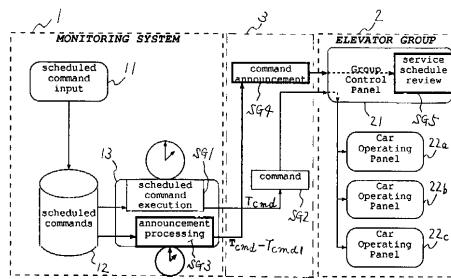 1
3
2
MONITORING SYSTEM
ELEVATOR GROUP
scheduled
command
input
11
command
announcement
SG4
Group
Control
Panel
service
schedule
review
21
SG5
13
SG1
scheduled
command
execution
Tcmd
command
SG2
scheduled
commands
12
announcement
processing
SG3
Tcmd-Tcmd1
Car
Operating
Panel
22a
Car
Operating
Panel
22b
Car
Operating
Panel
22c